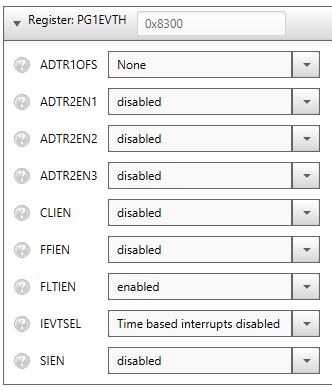 Register: PG1EVTH 0x8300
ADTR1OFS None
ADTR2EN1 disabled
ADTR2EN2 disabled
ADTR2EN3 disabled
CLIEN disabled
FFIEN disabled
FLTIEN enabled
IEVTSEL Time based interrupts disabled
SIEN disabled